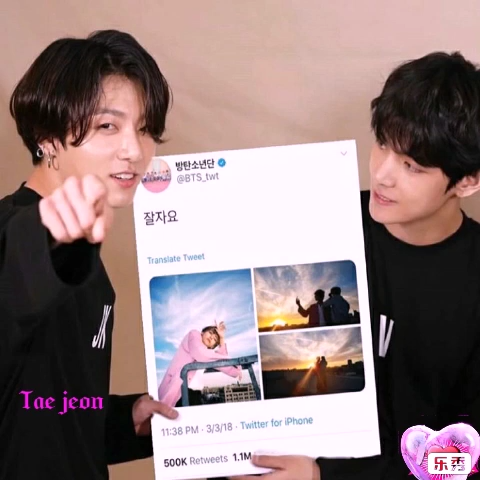 방탄소년단
@BTS_twt
잘자요
Translate Tweet
11:38 PM · 3/3/18 · Twitter for iPhone
500K Retweets 1.1M
JK
V
Tae jeon
乐秀